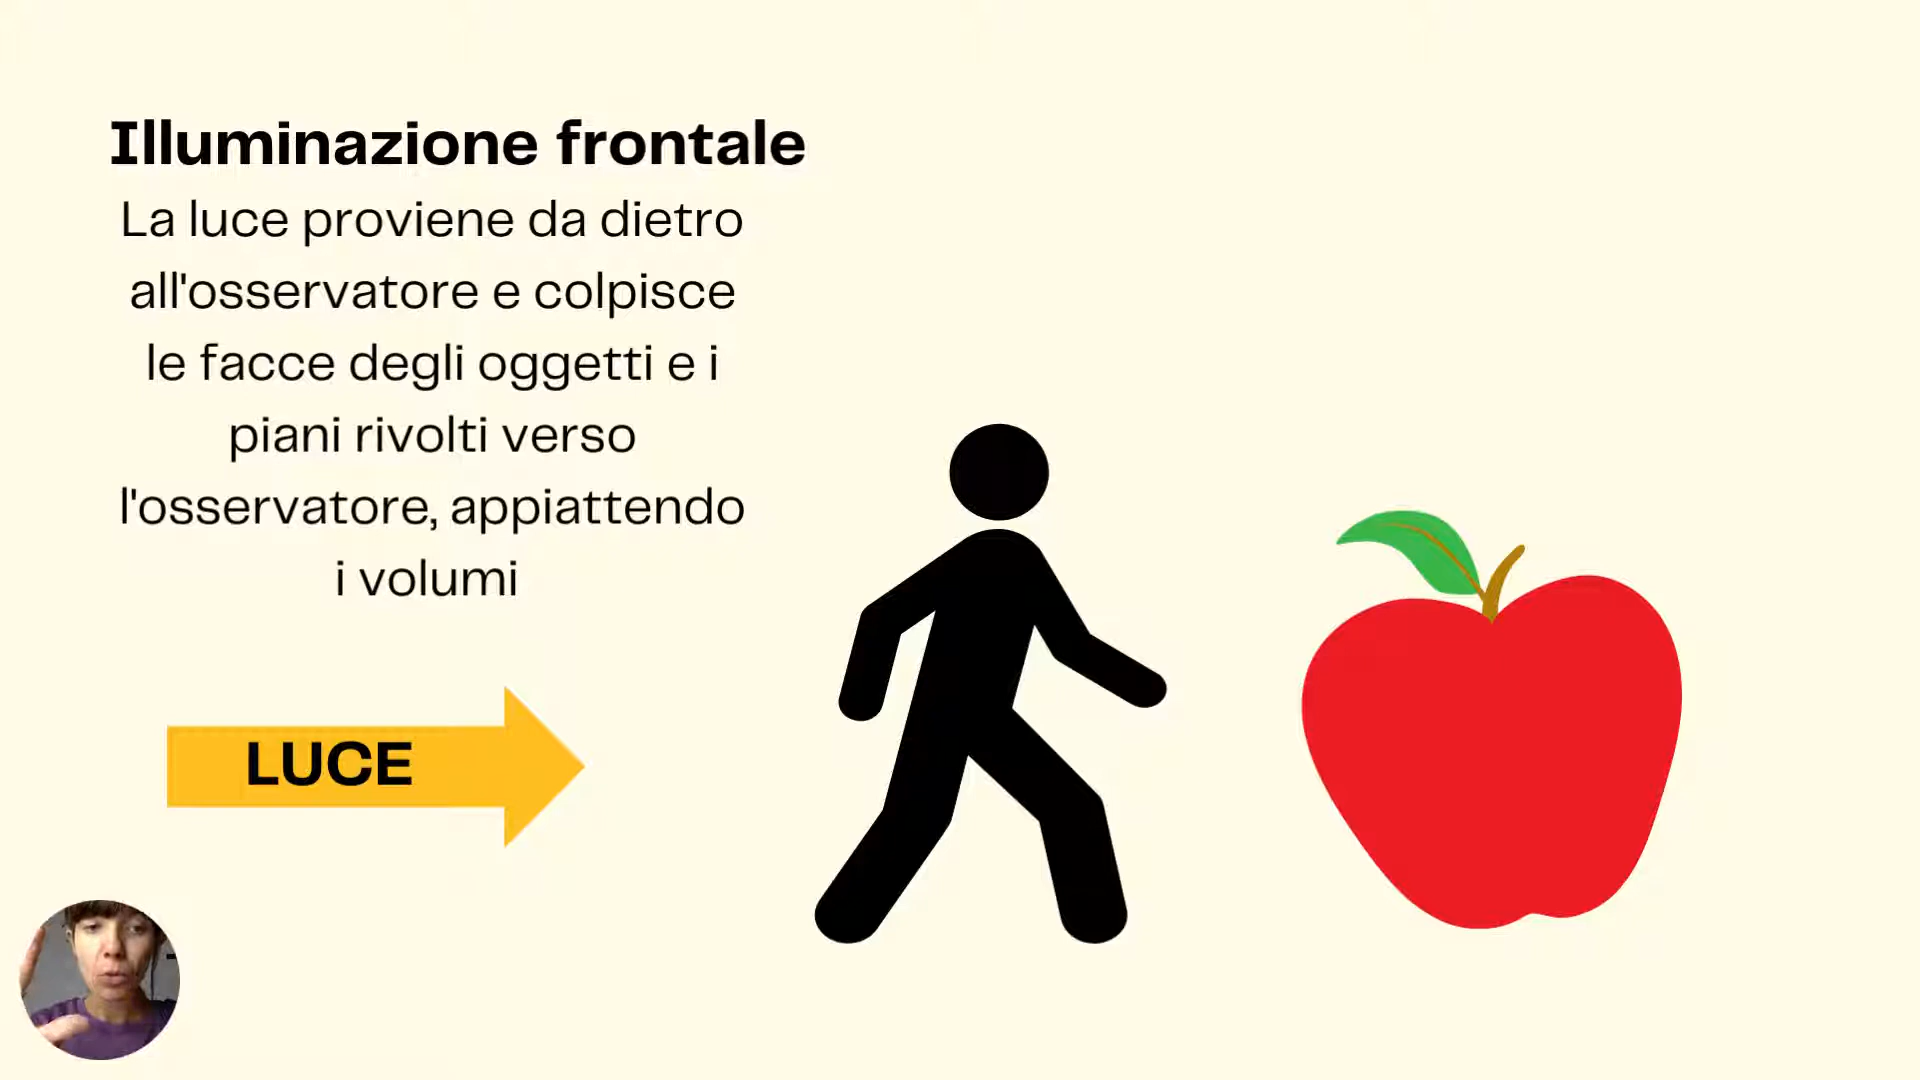 Illuminazione frontale
La luce proviene da dietro
all'osservatore e colpisce
le facce degli oggetti e i
piani rivolti verso
l'osservatore, appiattendo
i volumi
LUCE